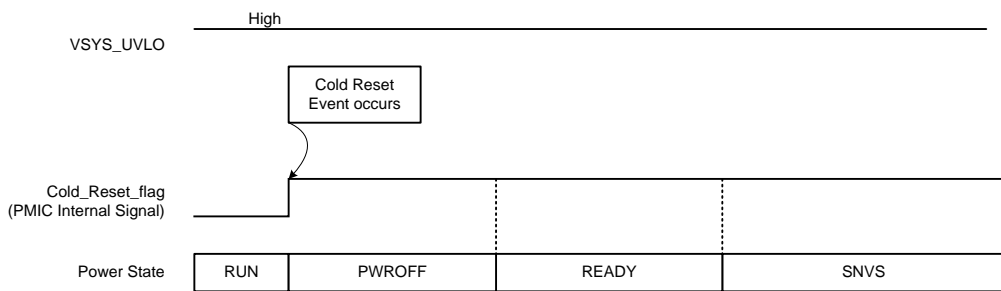 High
VSYS_UVLO
Cold Reset
Event occurs
Cold_Reset_flag
(PMIC Internal Signal)
Power State
RUN
PWROFF
READY
SNVS